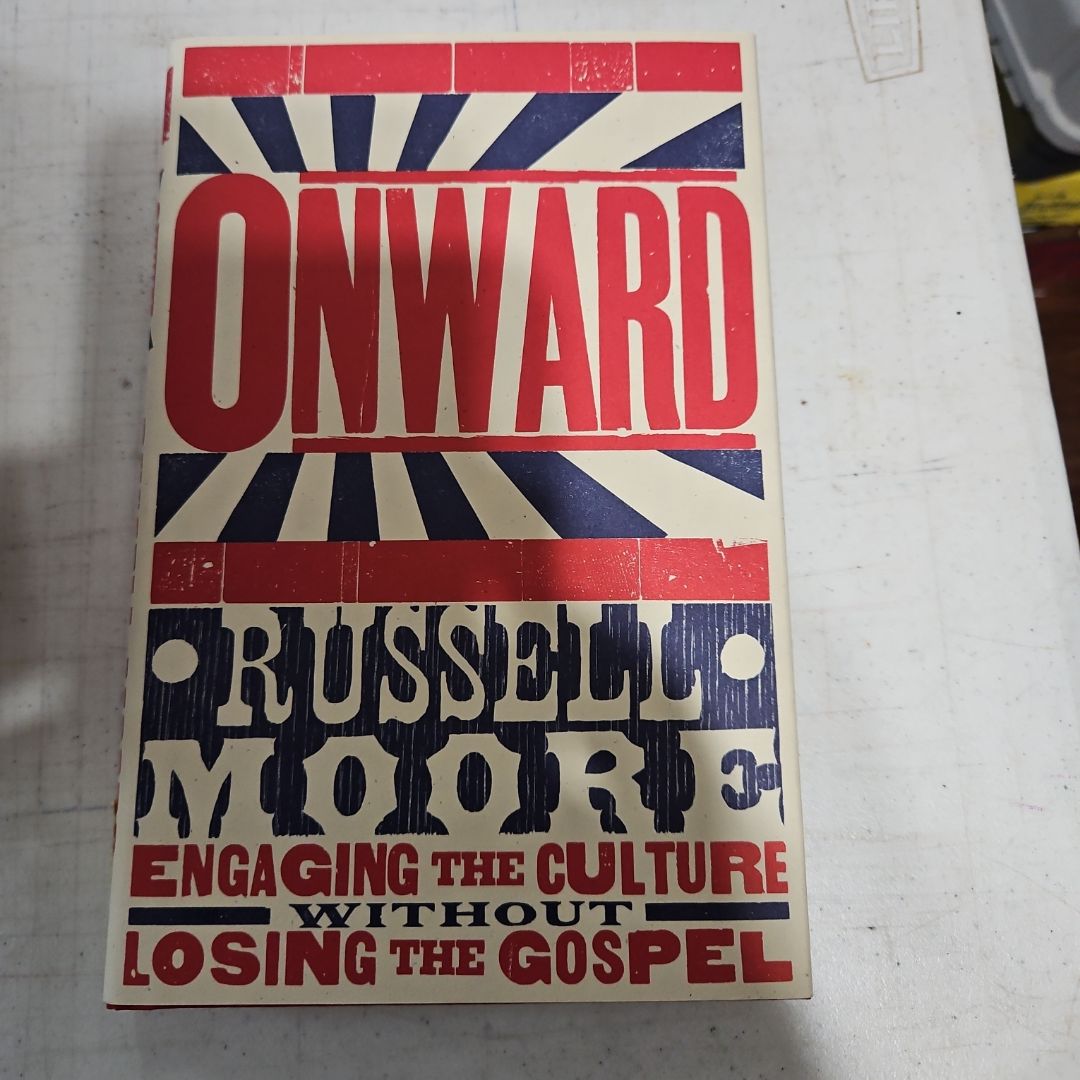 ONWARD
RUSSELL
MOORE
ENGAGING THE CULTURE
WITHOUT
LOSING THE GOSPEL